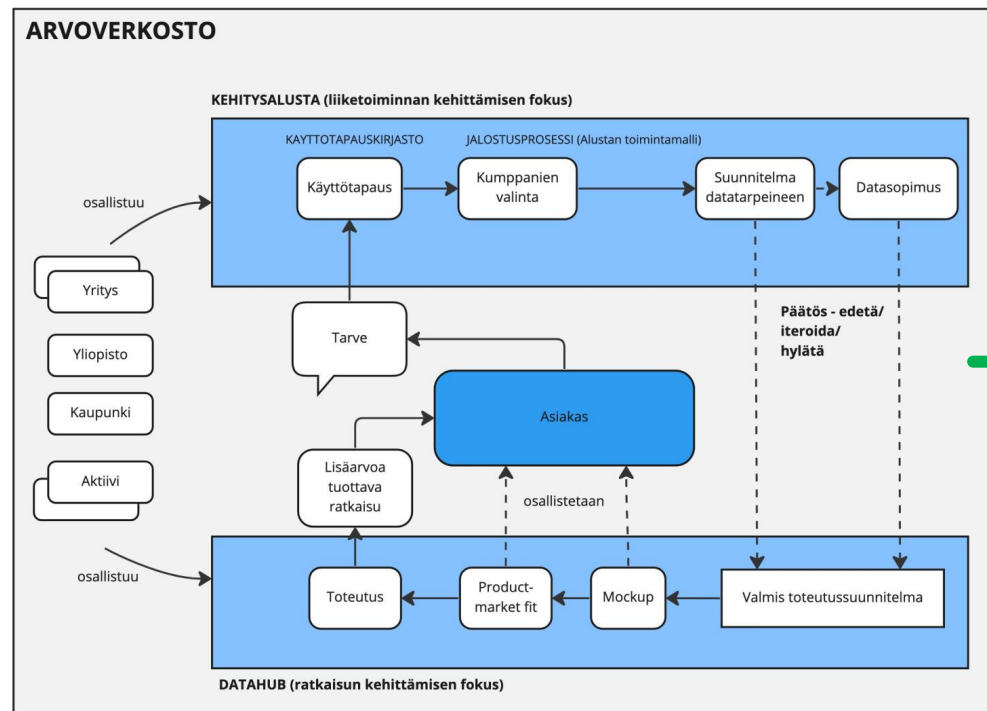 ARVOVERKOSTO
KEHITYSALUSTA (liiketoiminnan kehittämisen fokus)
KAYTTOTAPAUSKIRJASTO
JALOSTUSPROSESSI (Alustan toimintamalli)
osallistuu
Käyttötapaus
Kumppanien
valinta
Suunnitelma
datatarpeineen
Datasopimus
Yritys
Yliopisto
Kaupunki
Aktiivi
osallistuu
Tarve
Päätös - edetä/
iteroida/
hylätä
Asiakas
Lisäarvoa
tuottava
ratkaisu
osallistetaan
Toteutus
Product-
market fit
Mockup
Valmis toteutussuunnitelma
DATAHUB (ratkaisun kehittämisen fokus)